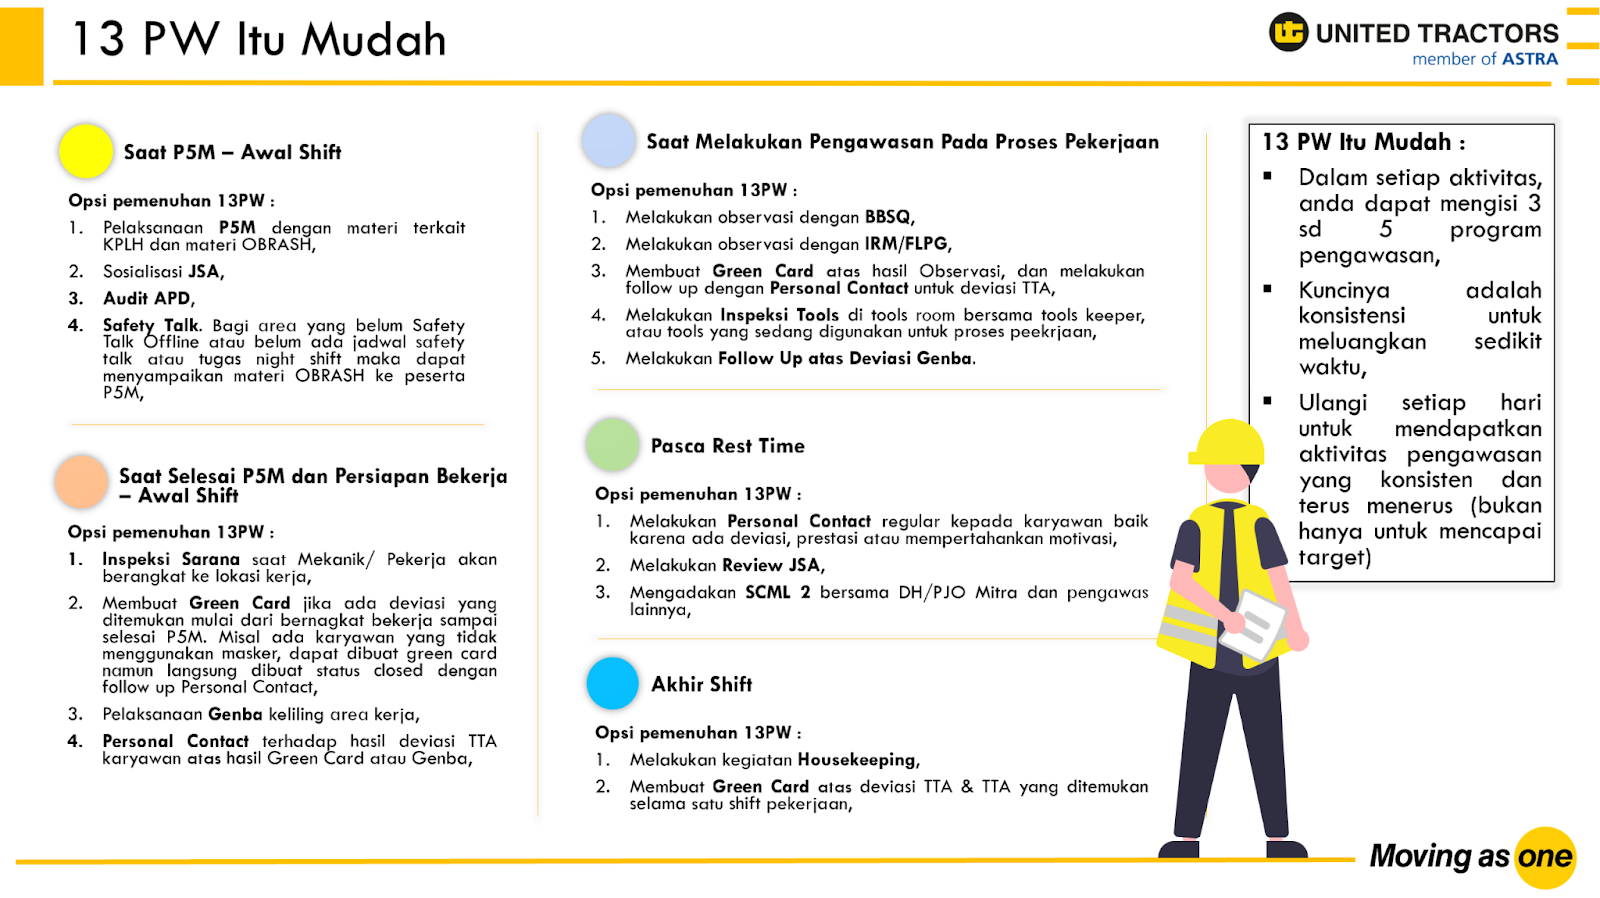 13 PW Itu Mudah
UNITED TRACTORS
member of ASTRA
Saat P5M – Awal Shift
Opsi pemenuhan 13PW :
1. Pelaksanaan P5M dengan materi terkait
KPLH dan materi OBRASH,
2. Sosialisasi JSA,
3. Audit APD,
4. Safety Talk. Bagi area yang belum Safety
Talk Offline atau belum ada jadwal safety
talk atau tugas night shift maka dapat
menyampaikan materi OBRASH ke peserta
P5M,
Saat Selesai P5M dan Persiapan Bekerja
– Awal Shift
Opsi pemenuhan 13PW :
1. Inspeksi Sarana saat Mekanik/ Pekerja akan
berangkat ke lokasi kerja,
2. Membuat Green Card jika ada deviasi yang
ditemukan mulai dari bernagkat bekerja sampai
selesai P5M. Misal ada karyawan yang tidak
menggunakan masker, dapat dibuat green card
namun langsung dibuat status closed dengan
follow up Personal Contact,
3. Pelaksanaan Genba keliling area kerja,
4. Personal Contact terhadap hasil deviasi TTA
karyawan atas hasil Green Card atau Genba,
Saat Melakukan Pengawasan Pada Proses Pekerjaan
Opsi pemenuhan 13PW :
1. Melakukan observasi dengan BBSQ,
2. Melakukan observasi dengan IRM/FLPG,
3. Membuat Green Card atas hasil Observasi, dan melakukan
follow up dengan Personal Contact untuk deviasi TTA,
4. Melakukan Inspeksi Tools di tools room bersama tools keeper,
atau tools yang sedang digunakan untuk proses peekrjaan,
5. Melakukan Follow Up atas Deviasi Genba.
Pasca Rest Time
Opsi pemenuhan 13PW :
1. Melakukan Personal Contact regular kepada karyawan baik
karena ada deviasi, prestasi atau mempertahankan motivasi,
2. Melakukan Review JSA,
3. Mengadakan SCML 2 bersama DH/PJO Mitra dan pengawas
lainnya,
Akhir Shift
Opsi pemenuhan 13PW :
1. Melakukan kegiatan Housekeeping,
2. Membuat Green Card atas deviasi TTA & TTA yang ditemukan
selama satu shift pekerjaan,
13 PW Itu Mudah :
▪ Dalam setiap aktivitas,
anda dapat mengisi 3
sd 5 program
pengawasan,
▪ Kuncinya adalah
konsistensi untuk
meluangkan sedikit
waktu,
▪ Ulangi setiap hari
untuk mendapatkan
aktivitas pengawasan
yang konsisten dan
terus menerus (bukan
hanya untuk mencapai
target)
Moving as one